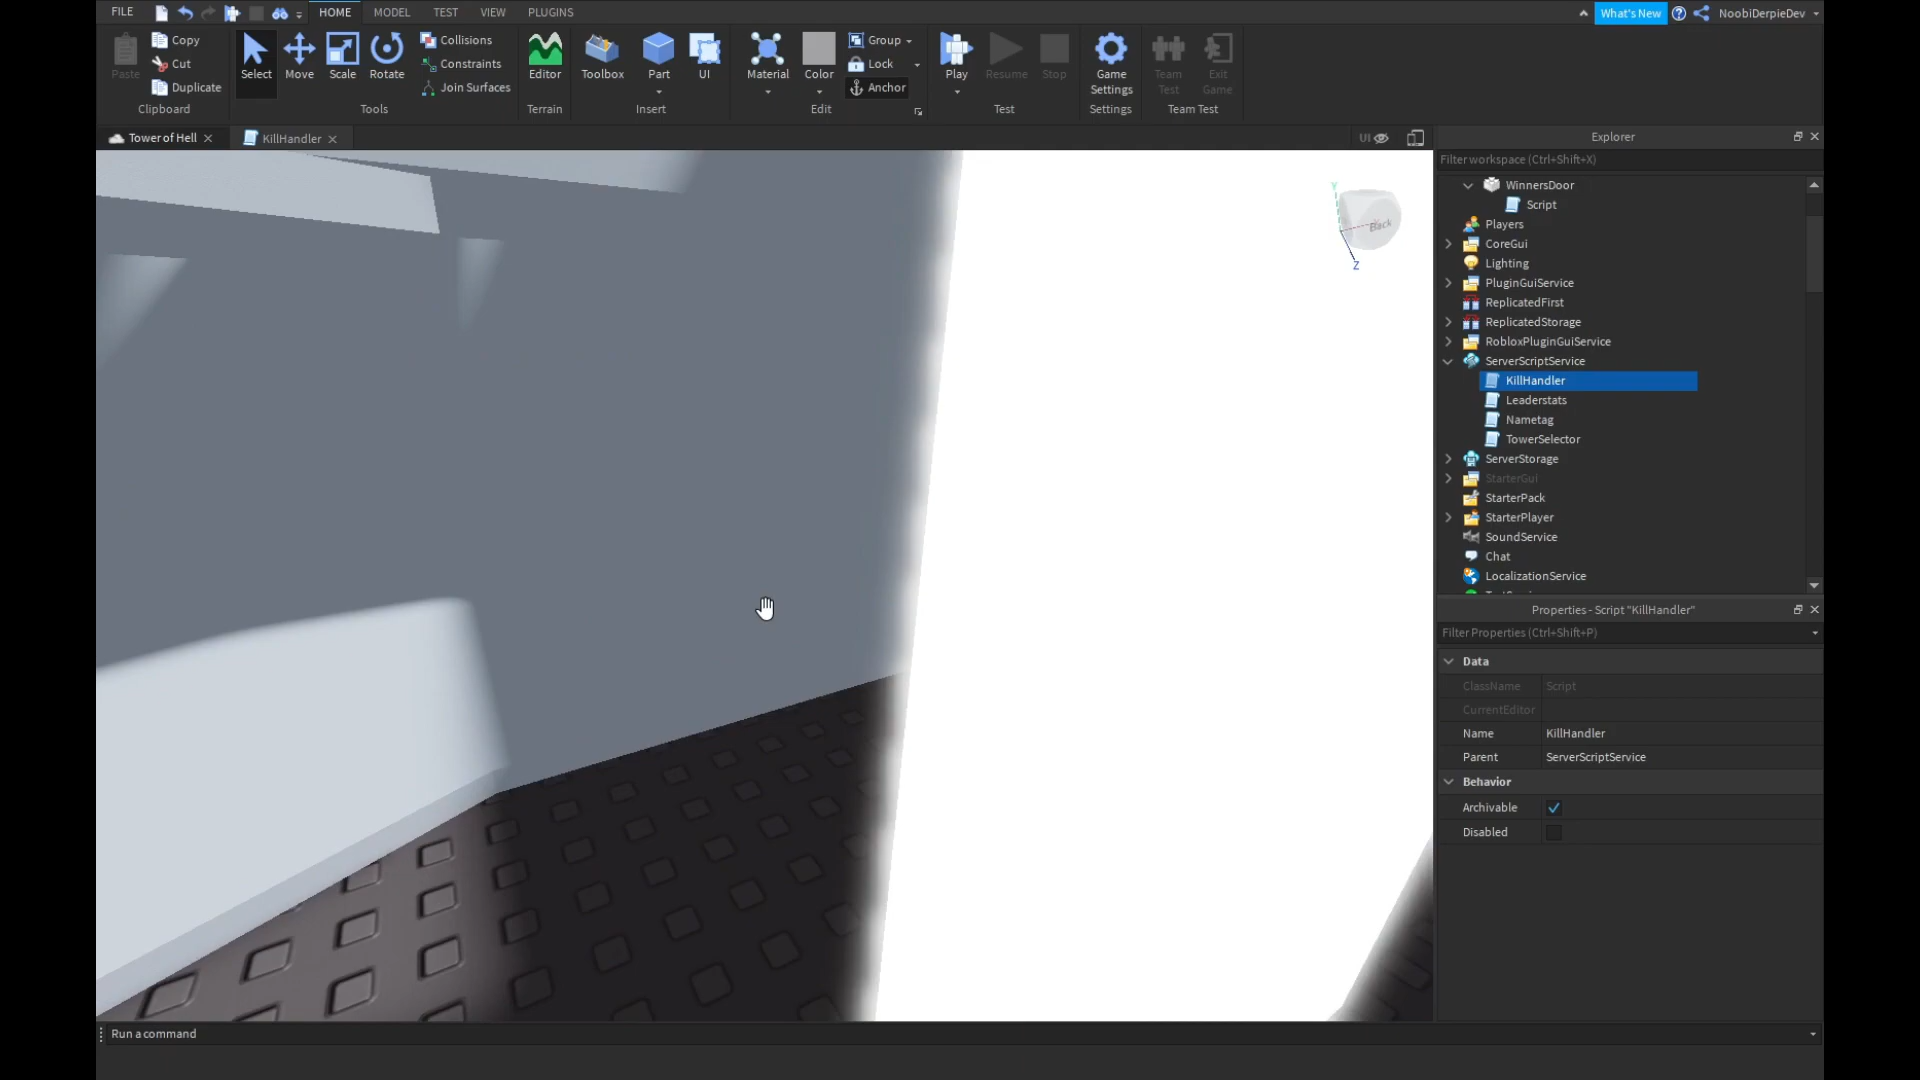 FILE HOME MODEL TEST VIEW PLUGINS What's New NoobiDerpieDev
Paste Copy Cut Duplicate Clipboard
Select Move Scale Rotate Collisions Constraints Join Surfaces Tools
Editor Terrain
Toolbox Part UI Insert
Material Color Group Lock Anchor Edit
Play Resume Stop Test
Game Settings Settings
Team Test Exit Game Team Test
Tower of Hell KillHandler UI
Y
Back
Z
Explorer
Filter workspace (Ctrl+Shift+X)
WinnersDoor
Script
Players
CoreGui
Lighting
PluginGuiService
ReplicatedFirst
ReplicatedStorage
RobloxPluginGuiService
ServerScriptService
KillHandler
Leaderstats
Nametag
TowerSelector
ServerStorage
StarterGui
StarterPack
StarterPlayer
SoundService
Chat
LocalizationService
Properties - Script "KillHandler"
Filter Properties (Ctrl+Shift+P)
Data
ClassName Script
CurrentEditor
Name KillHandler
Parent ServerScriptService
Behavior
Archivable
Disabled
Run a command